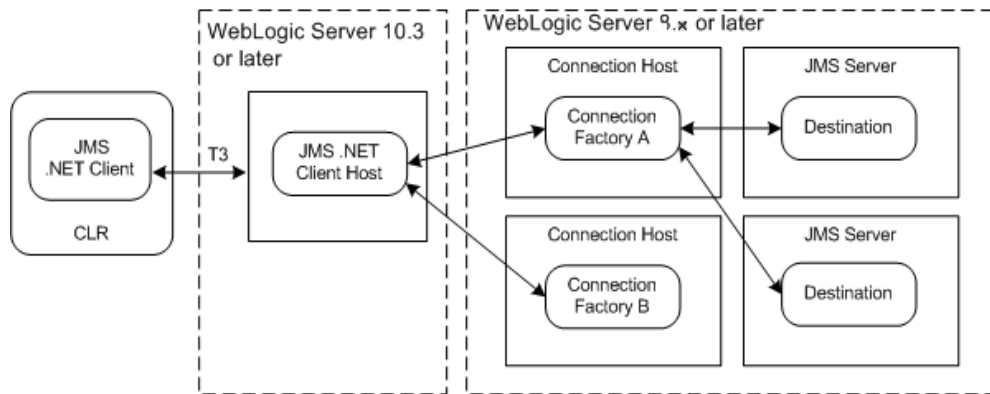 WebLogic Server 10.3
or later
WebLogic Server ९.x or later
JMS
.NET Client
CLR
T3
JMS .NET
Client Host
Connection Host
Connection
Factory A
JMS Server
Destination
Connection Host
Connection
Factory B
JMS Server
Destination